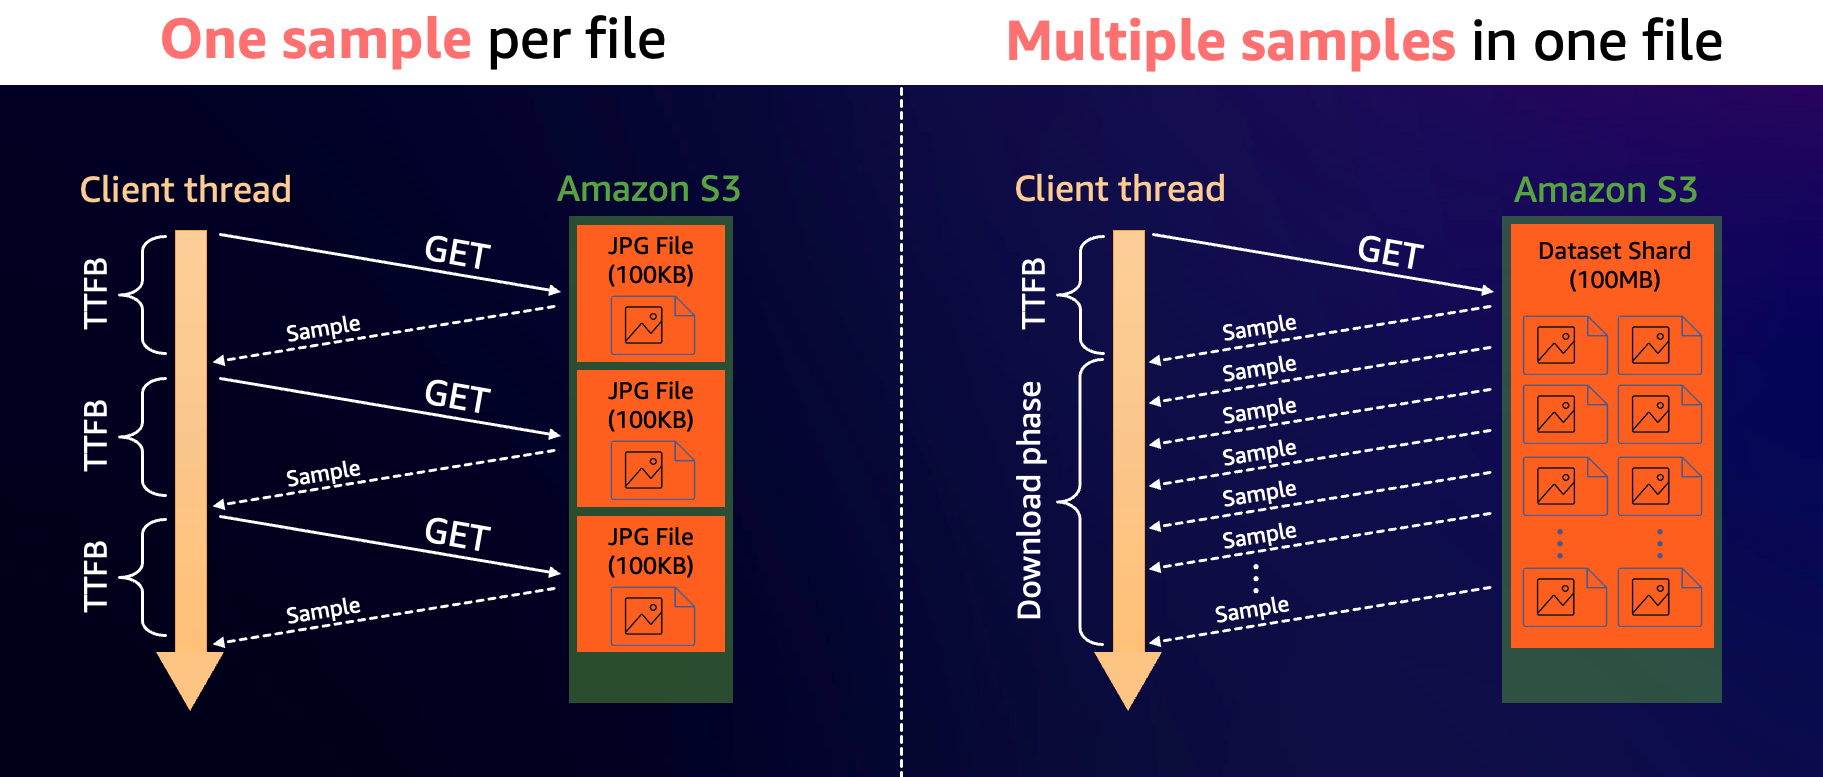 One sample per file
Client thread
Amazon S3
TTFB
GET
Sample
JPG File
(100KB)
TTFB
GET
Sample
JPG File
(100KB)
TTFB
GET
Sample
JPG File
(100KB)
Multiple samples in one file
Client thread
Amazon S3
TTFB
GET
Dataset Shard
(100MB)
Sample
Download phase
Sample
Sample
Sample
Sample
Sample
Sample